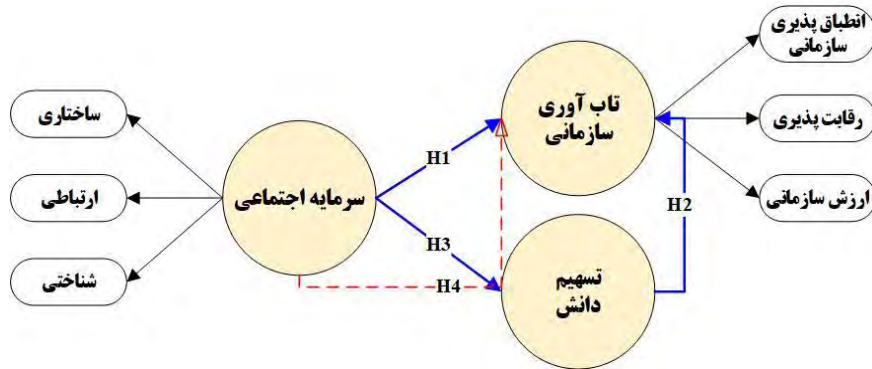 انطباق پذیری
سازمانی
رقابت پذیری
ارزش سازمانی
تاب آوری
سازمانی
ساختاری
ارتباطی
شناختی
سرمایه اجتماعی
تسهیم
دانش
H1
H2
H3
H4